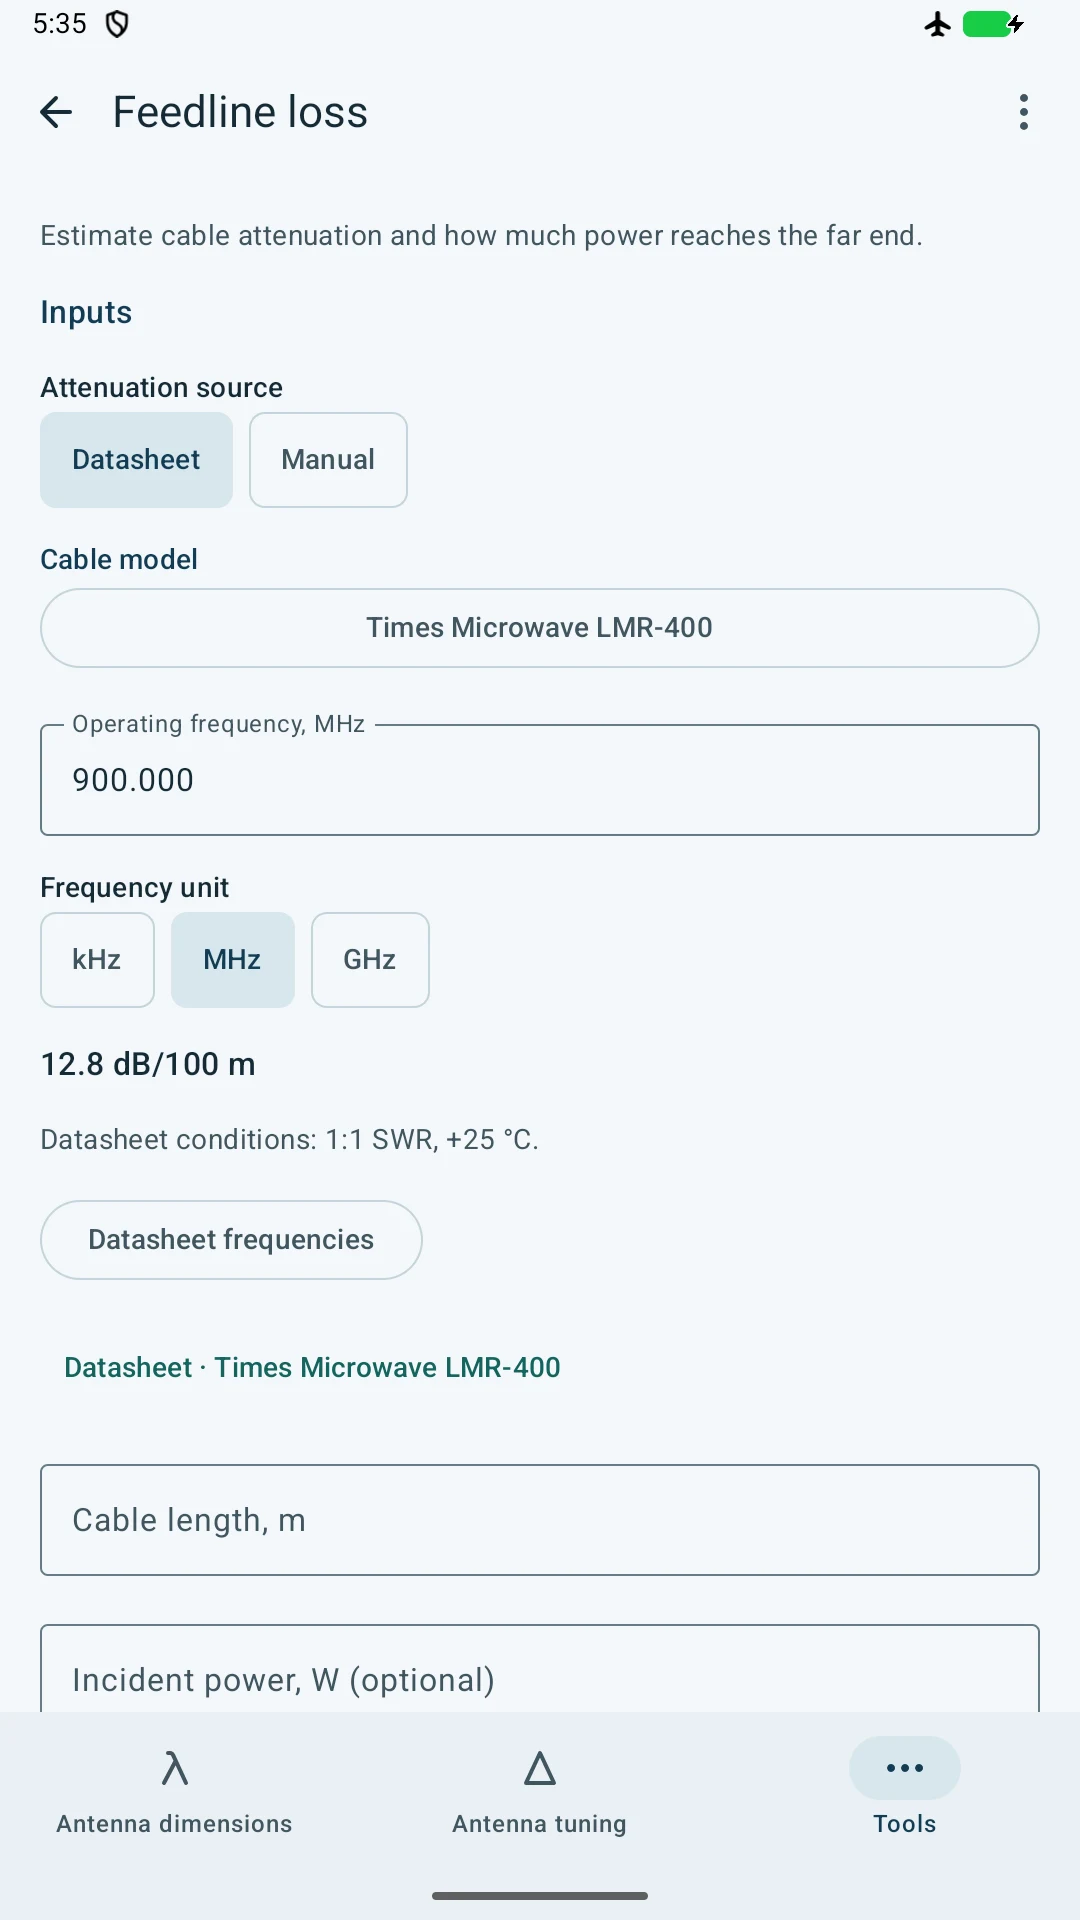 5:35
Feedline loss
Estimate cable attenuation and how much power reaches the far end.
Inputs
Attenuation source
Datasheet
Manual
Cable model
Times Microwave LMR-400
Operating frequency, MHz
900.000
Frequency unit
kHz
MHz
GHz
12.8 dB/100 m
Datasheet conditions: 1:1 SWR, +25 °C.
Datasheet frequencies
Datasheet · Times Microwave LMR-400
Cable length, m
Incident power, W (optional)
λ
Δ
Antenna dimensions
Antenna tuning
Tools